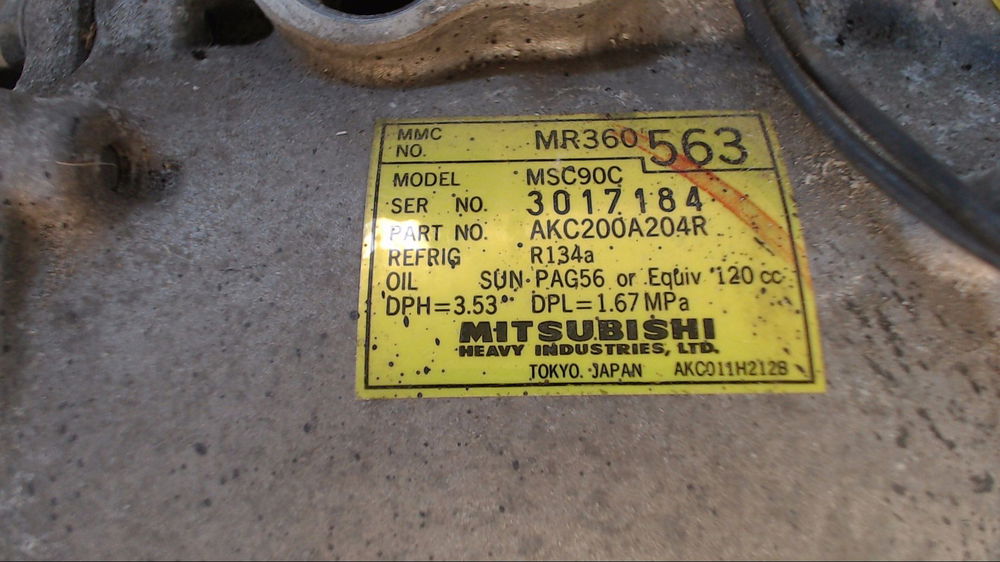 MMC NO. MR360563
MODEL MSC90C
SER NO. 3017184
PART NO. AKC200A204R
REFRIG R134a
OIL SUN·PAG56 or Equiv 120 cc
DPH=3.53 DPL=1.67 MPa
MITSUBISHI
HEAVY INDUSTRIES, LTD.
TOKYO. JAPAN AKC011H212B